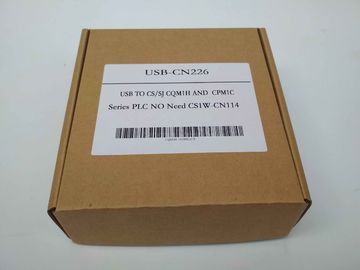 USB-CN226
USB TO CS/SJ CQM1H AND CPM1C
Series PLC NO Need CS1W-CN114